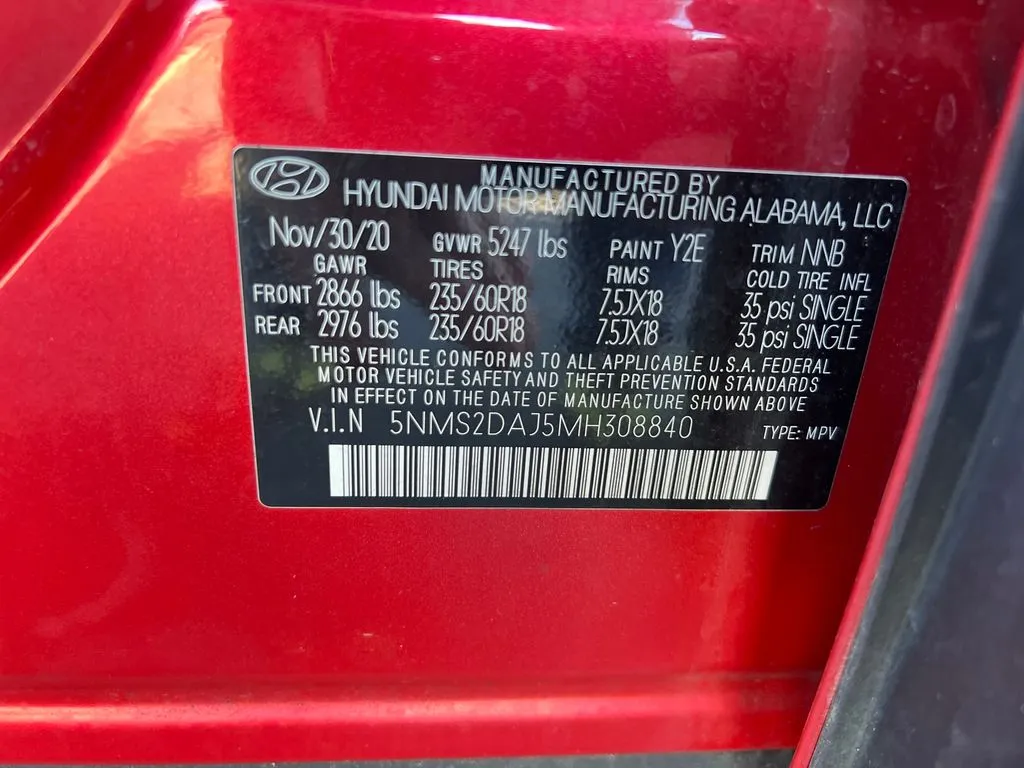 MANUFACTURED BY
HYUNDAI MOTOR MANUFACTURING ALABAMA, LLC
Nov/30/20 GVWR 5247 lbs PAINT Y2E TRIM NNB
GAWR TIRES RIMS COLD TIRE INFL
FRONT 2866 lbs 235/60R18 7.5JX18 35 psi SINGLE
REAR 2976 lbs 235/60R18 7.5JX18 35 psi SINGLE
THIS VEHICLE CONFORMS TO ALL APPLICABLE U.S.A. FEDERAL
MOTOR VEHICLE SAFETY AND THEFT PREVENTION STANDARDS
IN EFFECT ON THE DATE OF MANUFACTURE SHOWN ABOVE
V.I.N 5NMS2DAJ5MH308840 TYPE: MPV